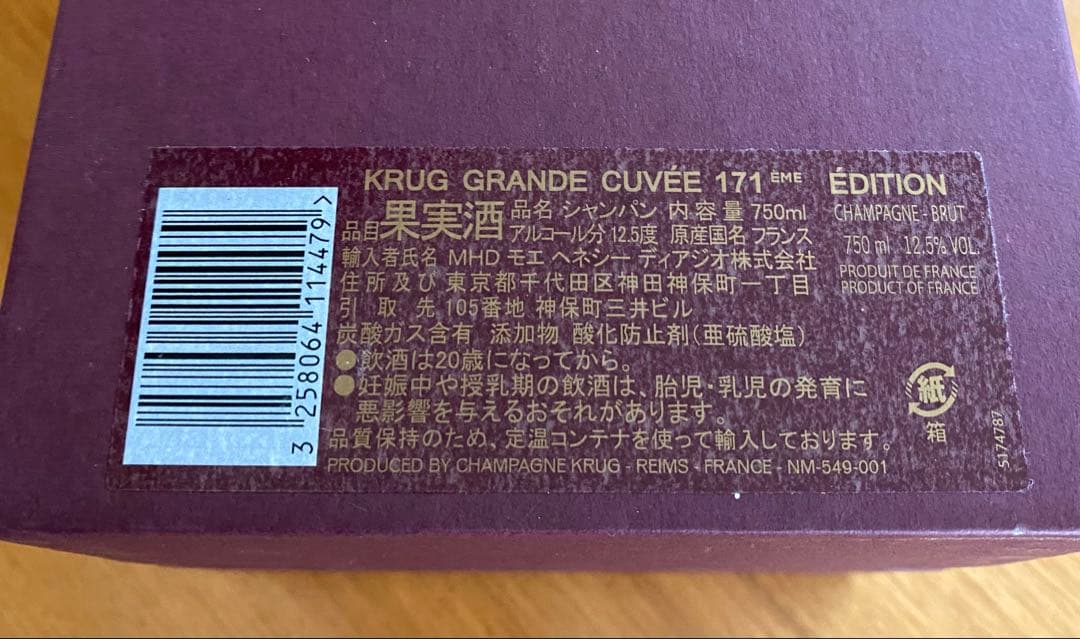 KRUG GRANDE CUVÉE 171 ÈME ÉDITION
品目 果実酒 品名 シャンパン 内容量 750ml
アルコール分 12.5度 原産国名 フランス
輸入者氏名 MHD モエ ヘネシー ディアジオ株式会社
住所及び 東京都千代田区神田神保町一丁目
引取先 105番地 神保町三井ビル
炭酸ガス含有 添加物 酸化防止剤(亜硫酸塩)
●飲酒は20歳になってから。
●妊娠中や授乳期の飲酒は、胎児・乳児の発育に
悪影響を与えるおそれがあります。
品質保持のため、定温コンテナを使って輸入しております。
PRODUCED BY CHAMPAGNE KRUG - REIMS - FRANCE - NM-549-001
CHAMPAGNE - BRUT
750 ml 12.5% VOL.
PRODUIT DE FRANCE
PRODUCT OF FRANCE
紙
箱
5174787
3 258064 114479 >